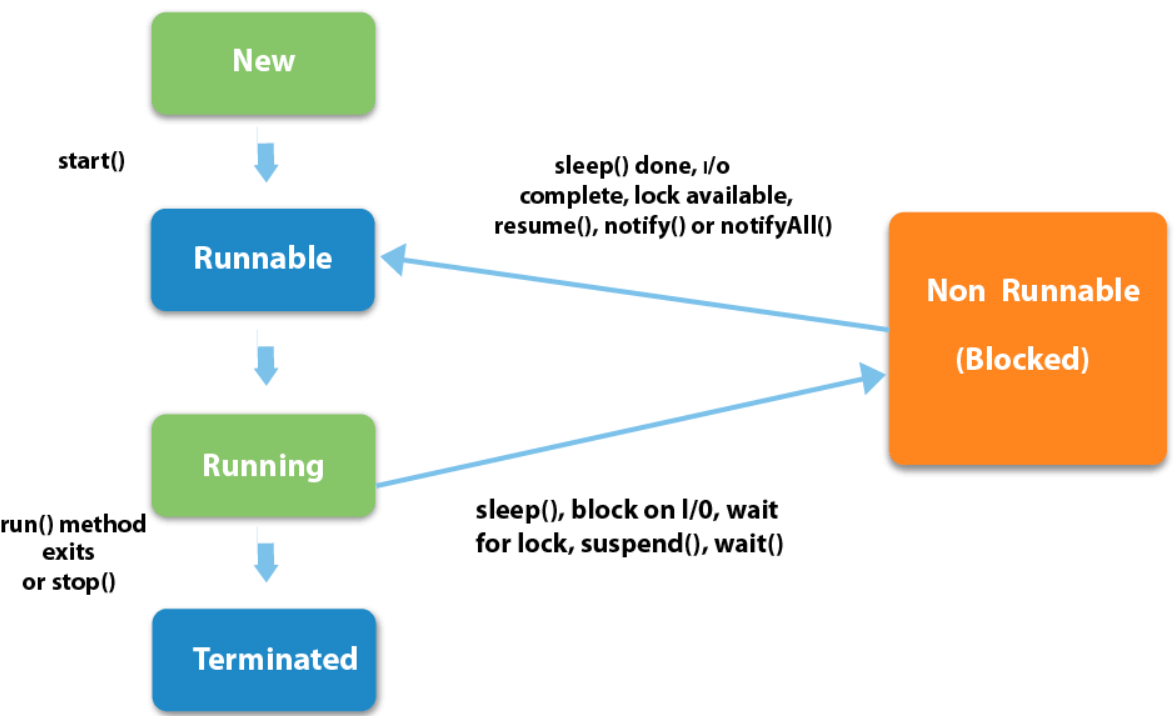 New
start()
sleep() done, I/o
complete, lock available,
resume(), notify() or notifyAll()
Runnable
Non Runnable
(Blocked)
Running
sleep(), block on l/0, wait
for lock, suspend(), wait()
run() method
exits
or stop()
Terminated